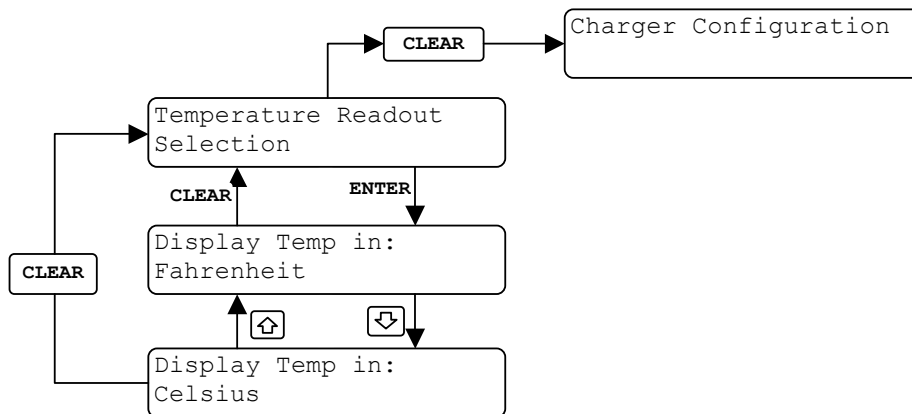 CLEAR
Charger Configuration
Temperature Readout
Selection
CLEAR
ENTER
Display Temp in:
Fahrenheit
CLEAR
Display Temp in:
Celsius